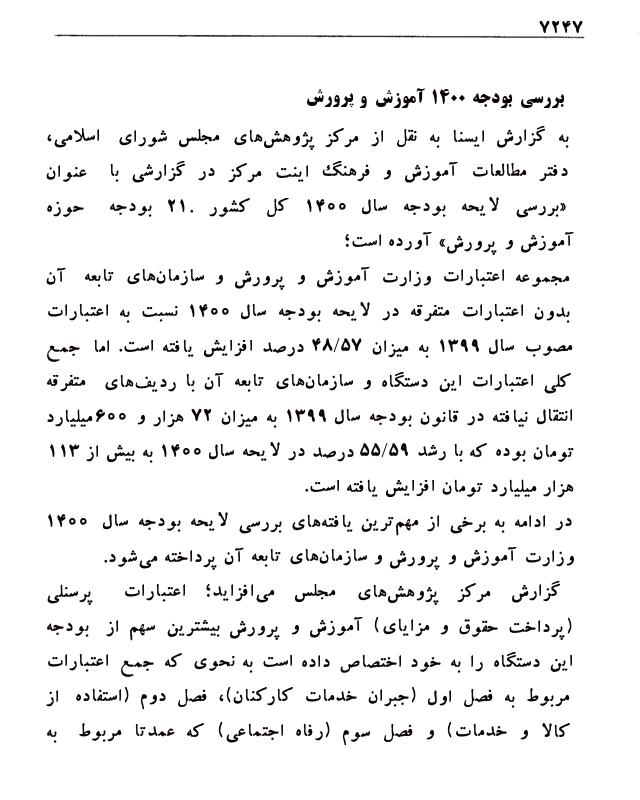 ۷۲۴۷
بررسی بودجه ۱۴۰۰ آموزش و پرورش
به گزارش ایسنا به نقل از مرکز پژوهش‌های مجلس شورای اسلامی،
دفتر مطالعات آموزش و فرهنگ اینت مرکز در گزارشی با عنوان
«بررسی لایحه بودجه سال ۱۴۰۰ کل کشور .۲۱ بودجه حوزه
آموزش و پرورش» آورده است؛
مجموعه اعتبارات وزارت آموزش و پرورش و سازمان‌های تابعه آن
بدون اعتبارات متفرقه در لایحه بودجه سال ۱۴۰۰ نسبت به اعتبارات
مصوب سال ۱۳۹۹ به میزان ۴۸/۵۷ درصد افزایش یافته است. اما جمع
کلی اعتبارات این دستگاه و سازمان‌های تابعه آن با ردیف‌های متفرقه
انتقال نیافته در قانون بودجه سال ۱۳۹۹ به میزان ۷۲ هزار و ۶۰۰میلیارد
تومان بوده که با رشد ۵۵/۵۹ درصد در لایحه سال ۱۴۰۰ به بیش از ۱۱۳
هزار میلیارد تومان افزایش یافته است.
در ادامه به برخی از مهم‌ترین یافته‌های بررسی لایحه بودجه سال ۱۴۰۰
وزارت آموزش و پرورش و سازمان‌های تابعه آن پرداخته می‌شود.
گزارش مرکز پژوهش‌های مجلس می‌افزاید؛ اعتبارات پرسنلی
(پرداخت حقوق و مزایای) آموزش و پرورش بیشترین سهم از بودجه
این دستگاه را به خود اختصاص داده است به نحوی که جمع اعتبارات
مربوط به فصل اول (جبران خدمات کارکنان)، فصل دوم (استفاده از
کالا و خدمات) و فصل سوم (رفاه اجتماعی) که عمدتا مربوط به